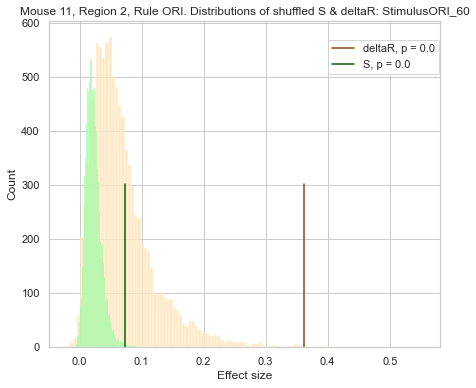 Mouse 11, Region 2, Rule ORI. Distributions of shuffled S & deltaR: StimulusORI_60
600
500
400
300
200
100
0
Count
deltaR, p = 0.0
S, p = 0.0
0.0 0.1 0.2 0.3 0.4 0.5
Effect size